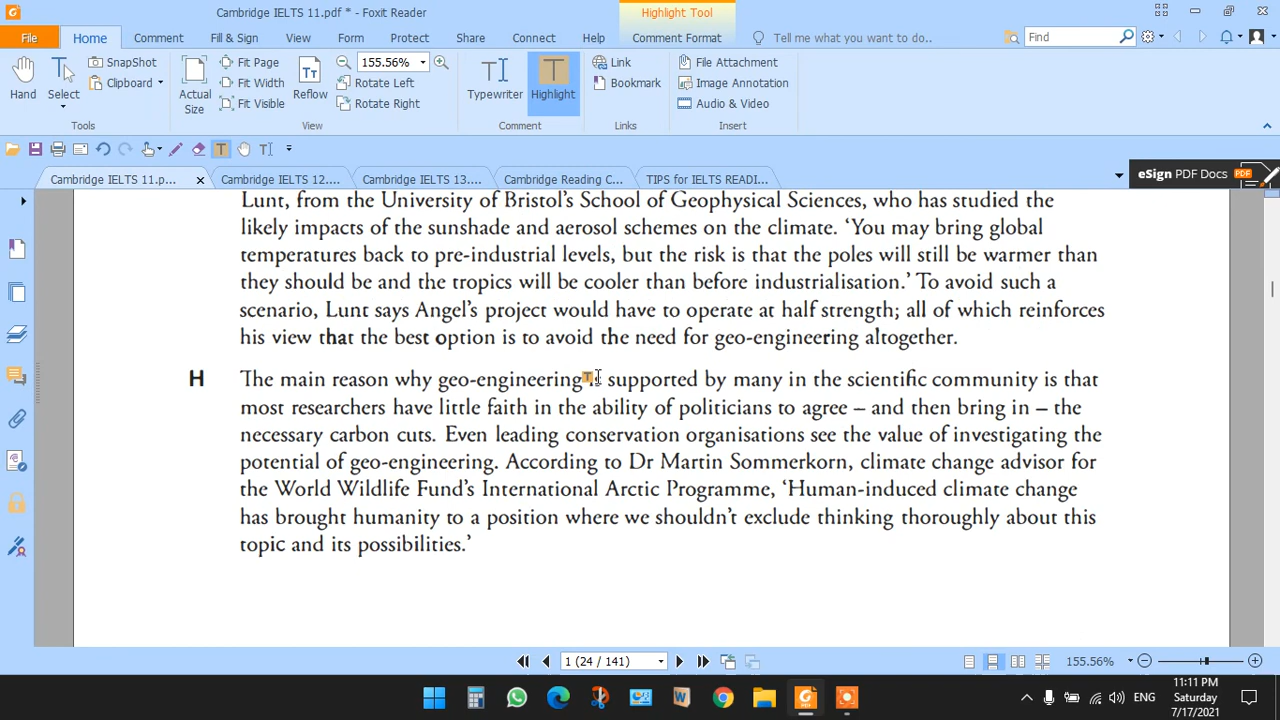 Cambridge IELTS 11.pdf * - Foxit Reader
Highlight Tool
File Home Comment Fill & Sign View Form Protect Share Connect Help Comment Format Tell me what you want to do.. Find
Hand Select SnapShot Clipboard Actual Size Fit Page Fit Width Fit Visible Reflow 155.56% Rotate Left Rotate Right Typewriter Highlight Link Bookmark File Attachment Image Annotation Audio & Video
Tools View Comment Links Insert
Cambridge IELTS 11.p... Cambridge IELTS 12.... Cambridge IELTS 13.... Cambridge Reading C... TIPS for IELTS READI... eSign PDF Docs
Lunt, from the University of Bristol's School of Geophysical Sciences, who has studied the
likely impacts of the sunshade and aerosol schemes on the climate. 'You may bring global
temperatures back to pre-industrial levels, but the risk is that the poles will still be warmer than
they should be and the tropics will be cooler than before industrialisation.' To avoid such a
scenario, Lunt says Angel's project would have to operate at half strength; all of which reinforces
his view that the best option is to avoid the need for geo-engineering altogether.
H The main reason why geo-engineering is supported by many in the scientific community is that
most researchers have little faith in the ability of politicians to agree – and then bring in – the
necessary carbon cuts. Even leading conservation organisations see the value of investigating the
potential of geo-engineering. According to Dr Martin Sommerkorn, climate change advisor for
the World Wildlife Fund's International Arctic Programme, 'Human-induced climate change
has brought humanity to a position where we shouldn't exclude thinking thoroughly about this
topic and its possibilities.'
1 (24 / 141) 155.56%
11:11 PM
ENG Saturday
7/17/2021